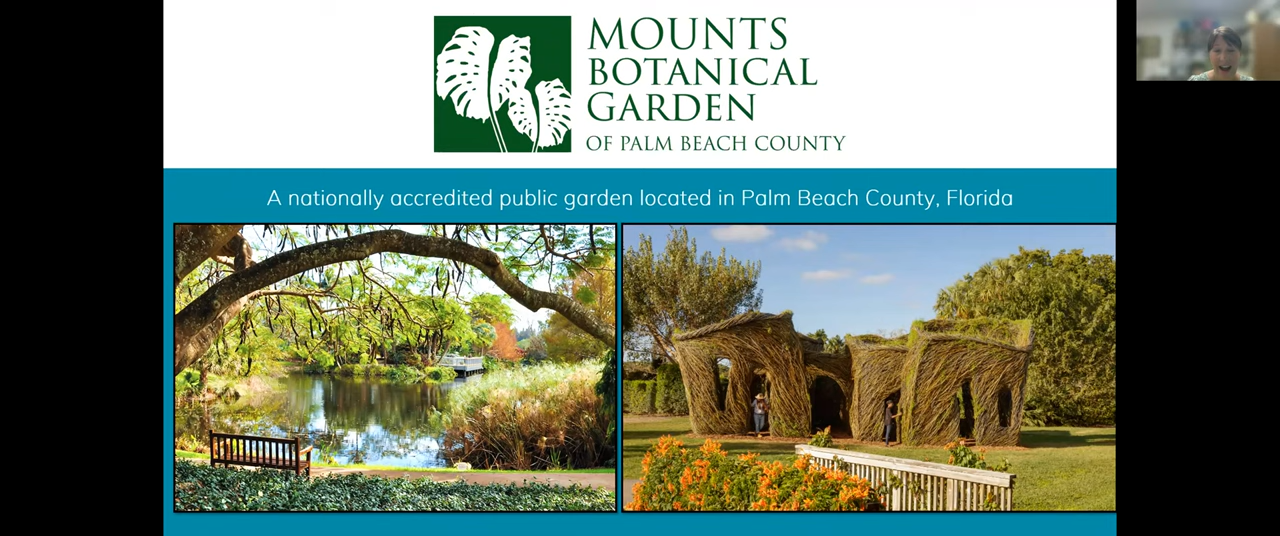 MOUNTS
BOTANICAL
GARDEN
OF PALM BEACH COUNTY
A nationally accredited public garden located in Palm Beach County, Florida